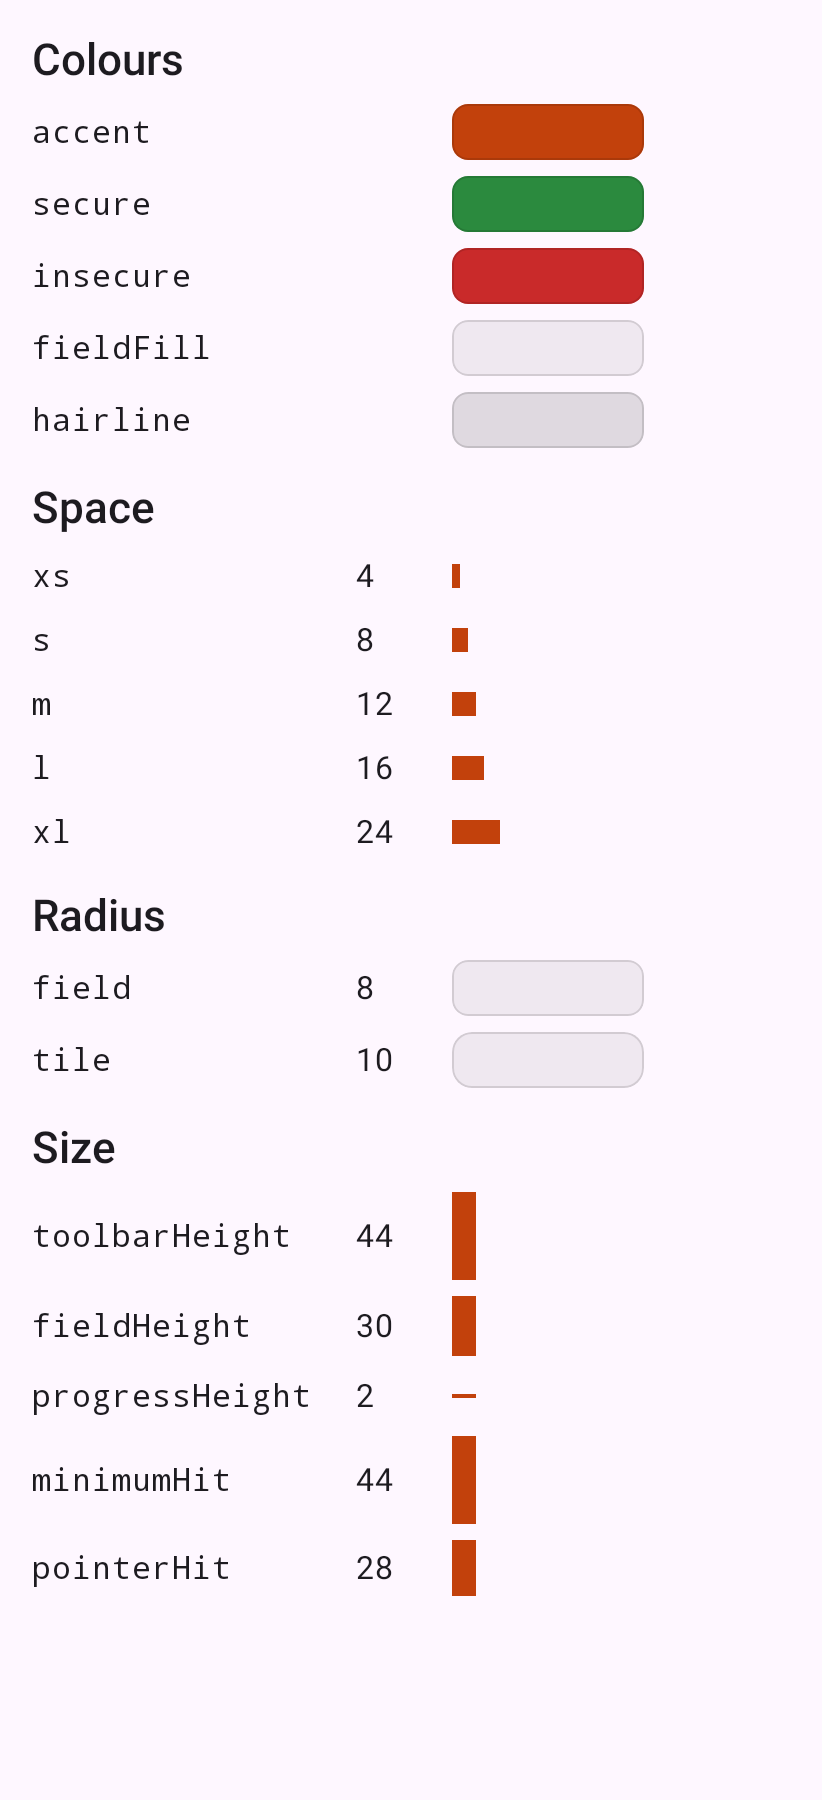 Colours
accent
secure
insecure
fieldFill
hairline
Space
xs 4
s 8
m 12
l 16
xl 24
Radius
field 8
tile 10
Size
toolbarHeight 44
fieldHeight 30
progressHeight 2
minimumHit 44
pointerHit 28